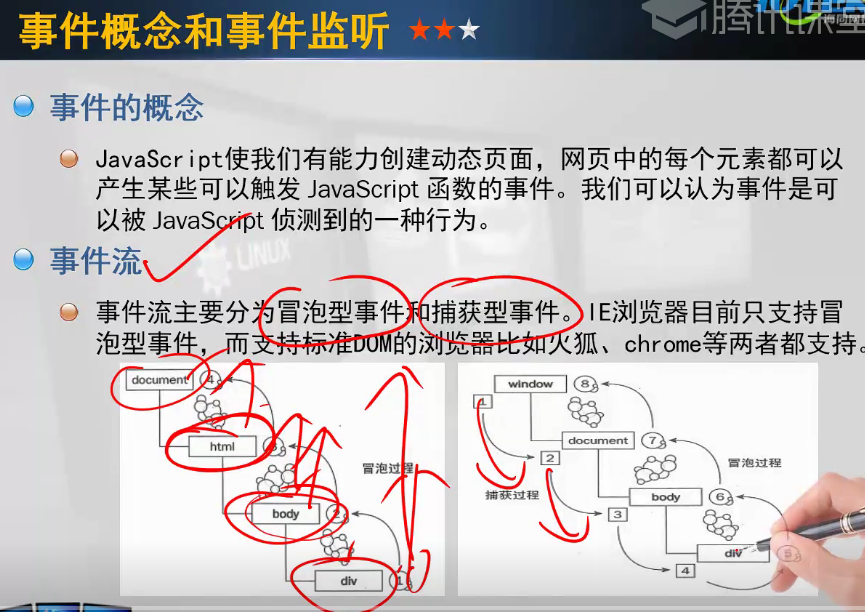 事件概念和事件监听
腾讯课堂
事件的概念
JavaScript使我们有能力创建动态页面，网页中的每个元素都可以
产生某些可以触发 JavaScript 函数的事件。我们可以认为事件是可
以被 JavaScript 侦测到的一种行为。
LINUX
事件流
事件流主要分为冒泡型事件和捕获型事件。IE浏览器目前只支持冒
泡型事件，而支持标准DOM的浏览器比如火狐、chrome等两者都支持。
document 4
html 3
冒泡过程
body 2
div 1
window 8
1
document 7
2
冒泡过程
捕获过程
body 6
3
div 5
4